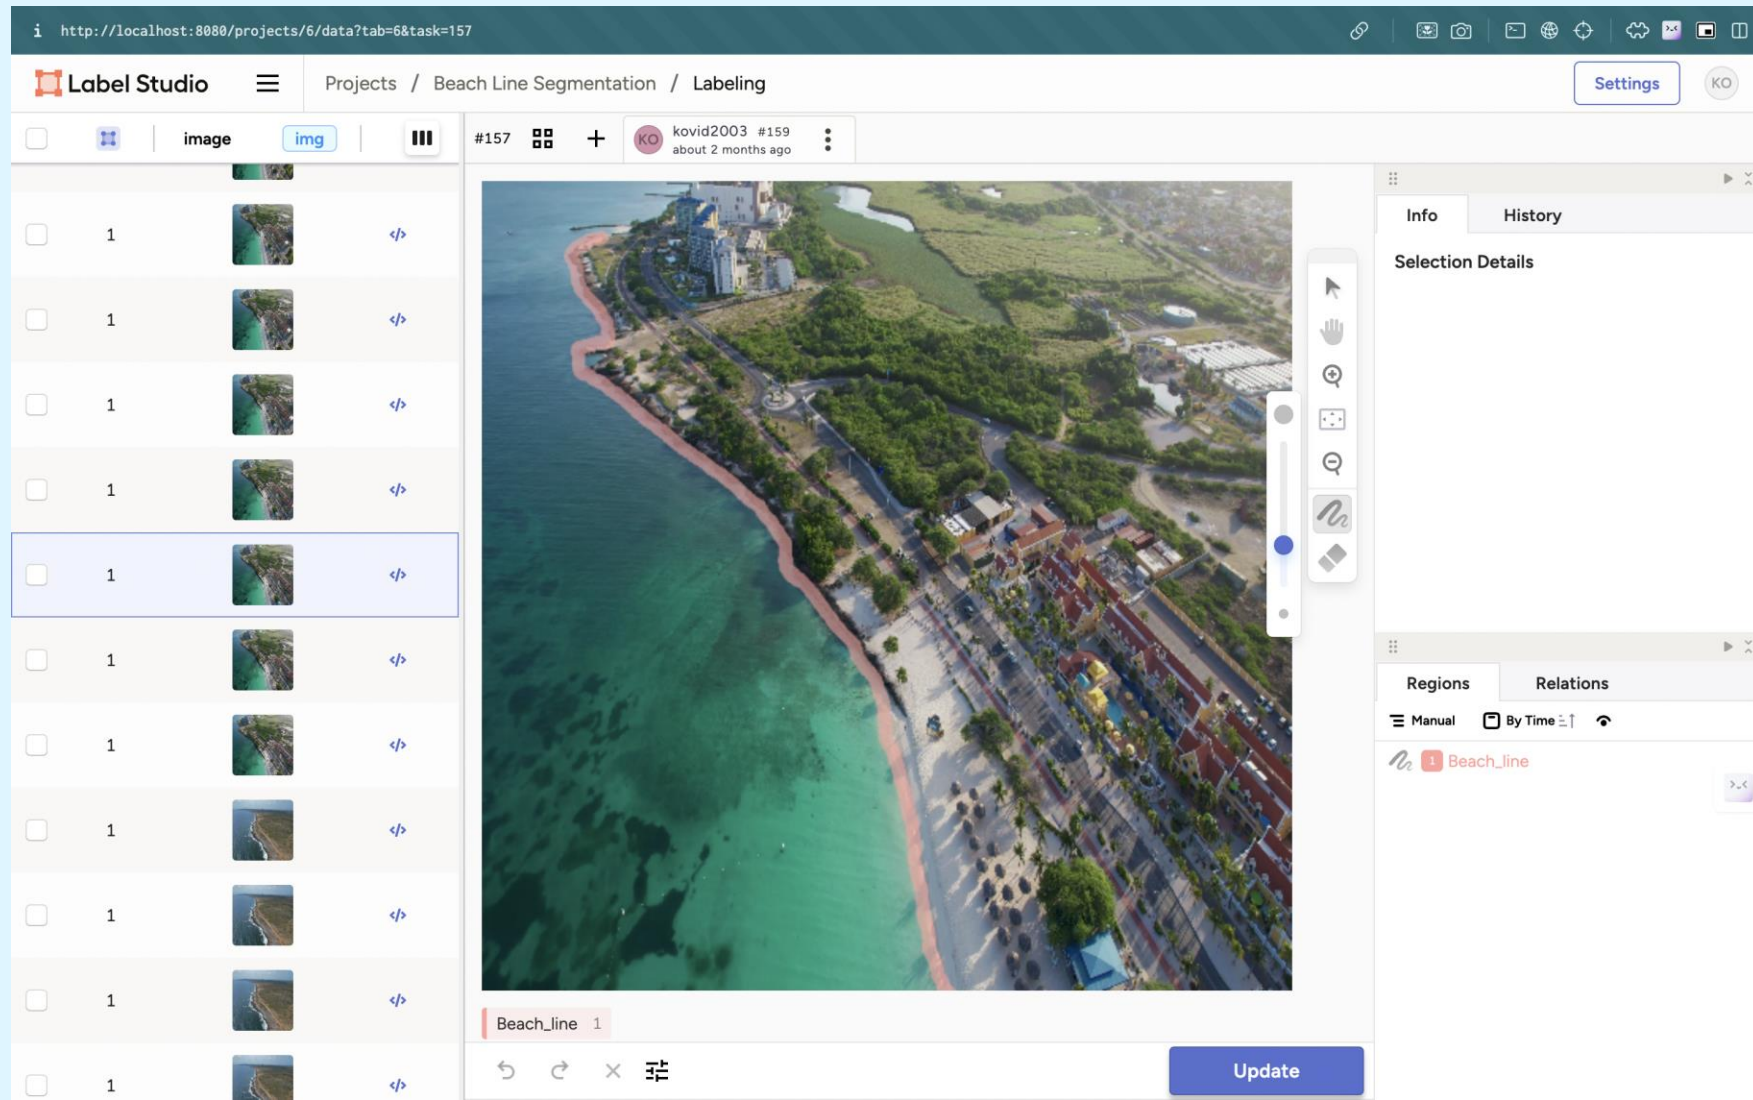 i http://localhost:8080/projects/6/data?tab=6&task=157
Label Studio
Projects / Beach Line Segmentation / Labeling
Settings
KO
image
img
1
</>
1
</>
1
</>
1
</>
1
</>
1
</>
1
</>
1
</>
1
</>
1
</>
1
</>
#157
KO
kovid2003 #159
about 2 months ago
Beach_line 1
Update
Info History
Selection Details
Regions Relations
Manual By Time
1 Beach_line
>_<